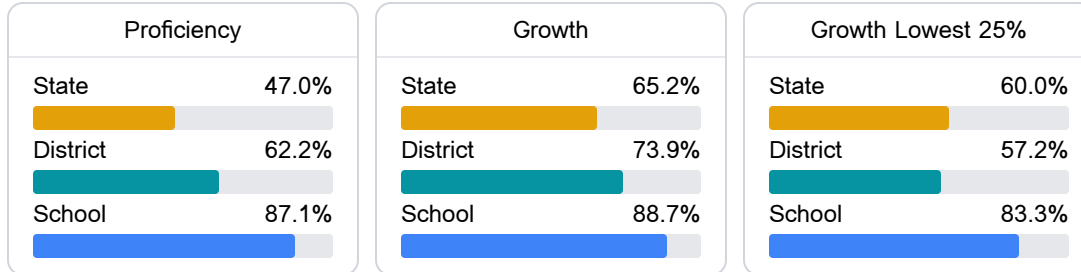 Proficiency
State 47.0%
District 62.2%
School 87.1%
Growth
State 65.2%
District 73.9%
School 88.7%
Growth Lowest 25%
State 60.0%
District 57.2%
School 83.3%